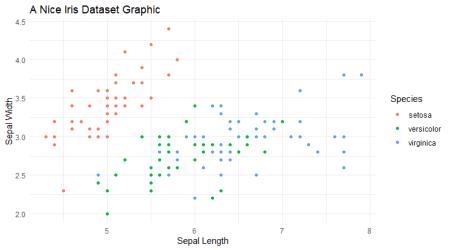 A Nice Iris Dataset Graphic
4.5
4.0
3.5
3.0
2.5
2.0
Sepal Width
5
6
7
8
Sepal Length
Species
setosa
versicolor
virginica